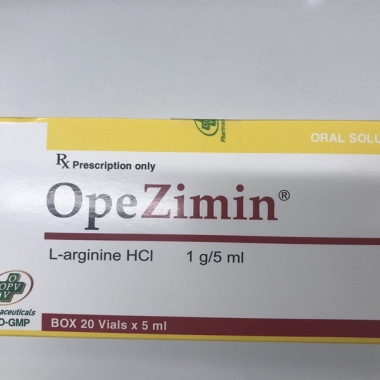 ORAL SOLU
Rx Prescription only
OpeZimin®
L-arginine HCl 1 g/5 ml
OPV
aceuticals
O-GMP
BOX 20 Vials x 5 ml